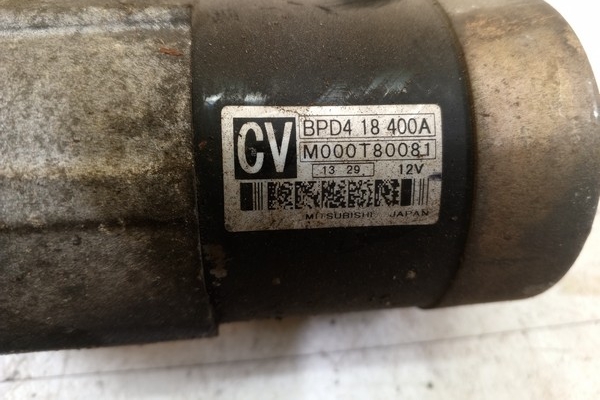 CV
BPD4 18 400A
M000T80081
13 29 12V
MITSUBISHI JAPAN